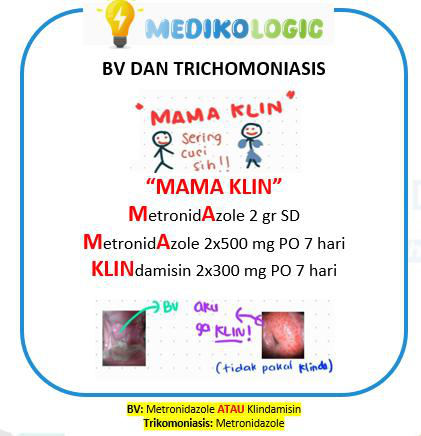 MEDIKOLOGIC
BV DAN TRICHOMONIASIS
"MAMA KLIN"
Sering
cuci
sih!!
“MAMA KLIN”
MetronidAzole 2 gr SD
MetronidAzole 2x500 mg PO 7 hari
KLINdamisin 2x300 mg PO 7 hari
BV
aku
ga KLIN!
(tidak pakai klinda)
BV: Metronidazole ATAU Klindamisin
Trikomoniasis: Metronidazole